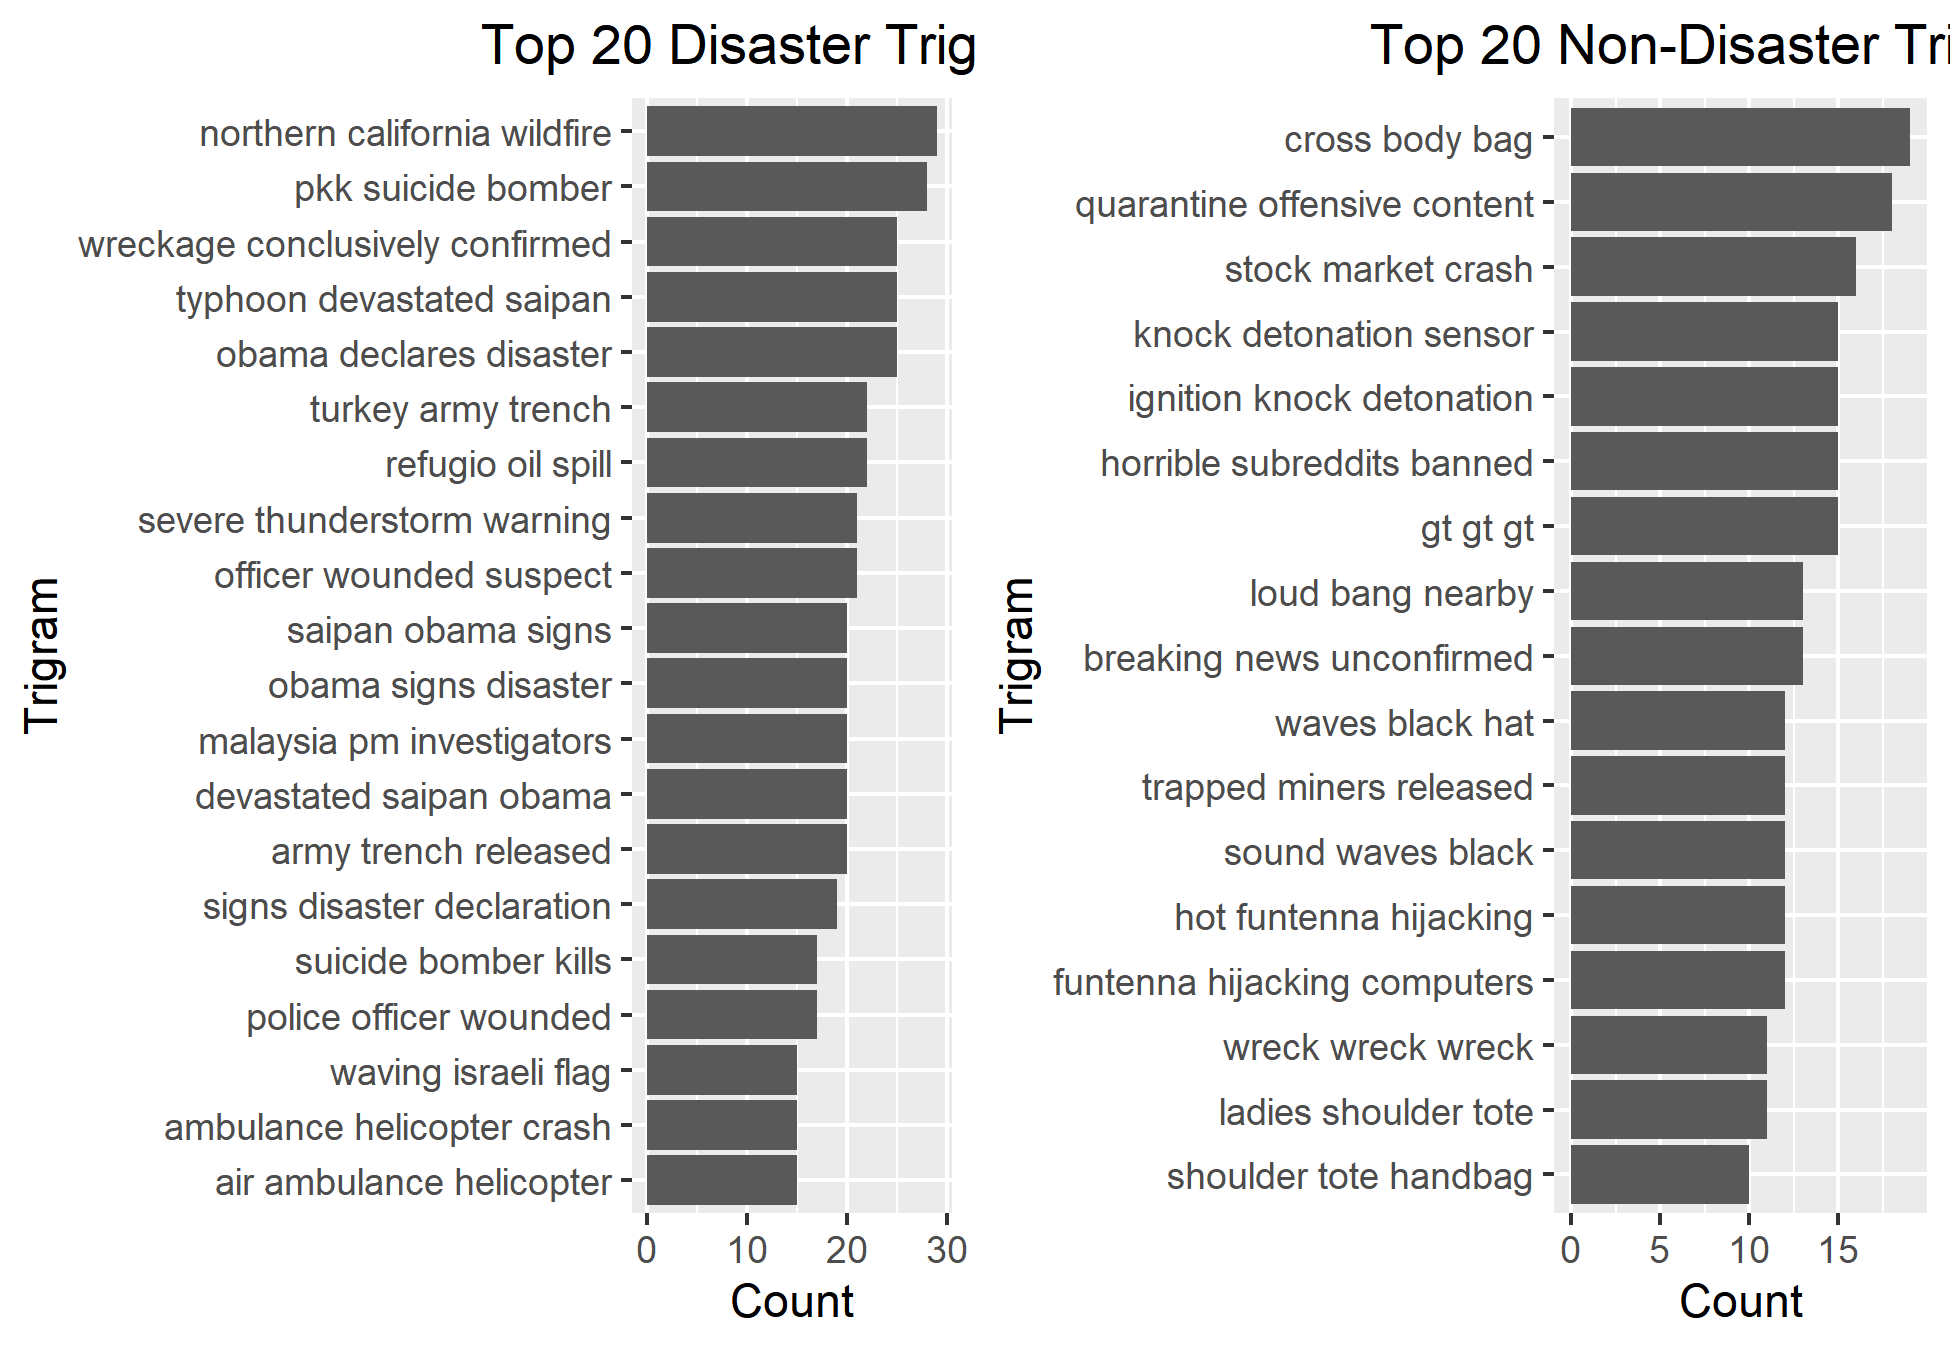 Top 20 Disaster Trig
northern california wildfire
pkk suicide bomber
wreckage conclusively confirmed
typhoon devastated saipan
obama declares disaster
turkey army trench
refugio oil spill
severe thunderstorm warning
officer wounded suspect
saipan obama signs
obama signs disaster
malaysia pm investigators
devastated saipan obama
army trench released
signs disaster declaration
suicide bomber kills
police officer wounded
waving israeli flag
ambulance helicopter crash
air ambulance helicopter
Trigram
0 10 20 30
Count
Top 20 Non-Disaster Tri
cross body bag
quarantine offensive content
stock market crash
knock detonation sensor
ignition knock detonation
horrible subreddits banned
gt gt gt
loud bang nearby
breaking news unconfirmed
waves black hat
trapped miners released
sound waves black
hot funtenna hijacking
funtenna hijacking computers
wreck wreck wreck
ladies shoulder tote
shoulder tote handbag
Trigram
0 5 10 15
Count